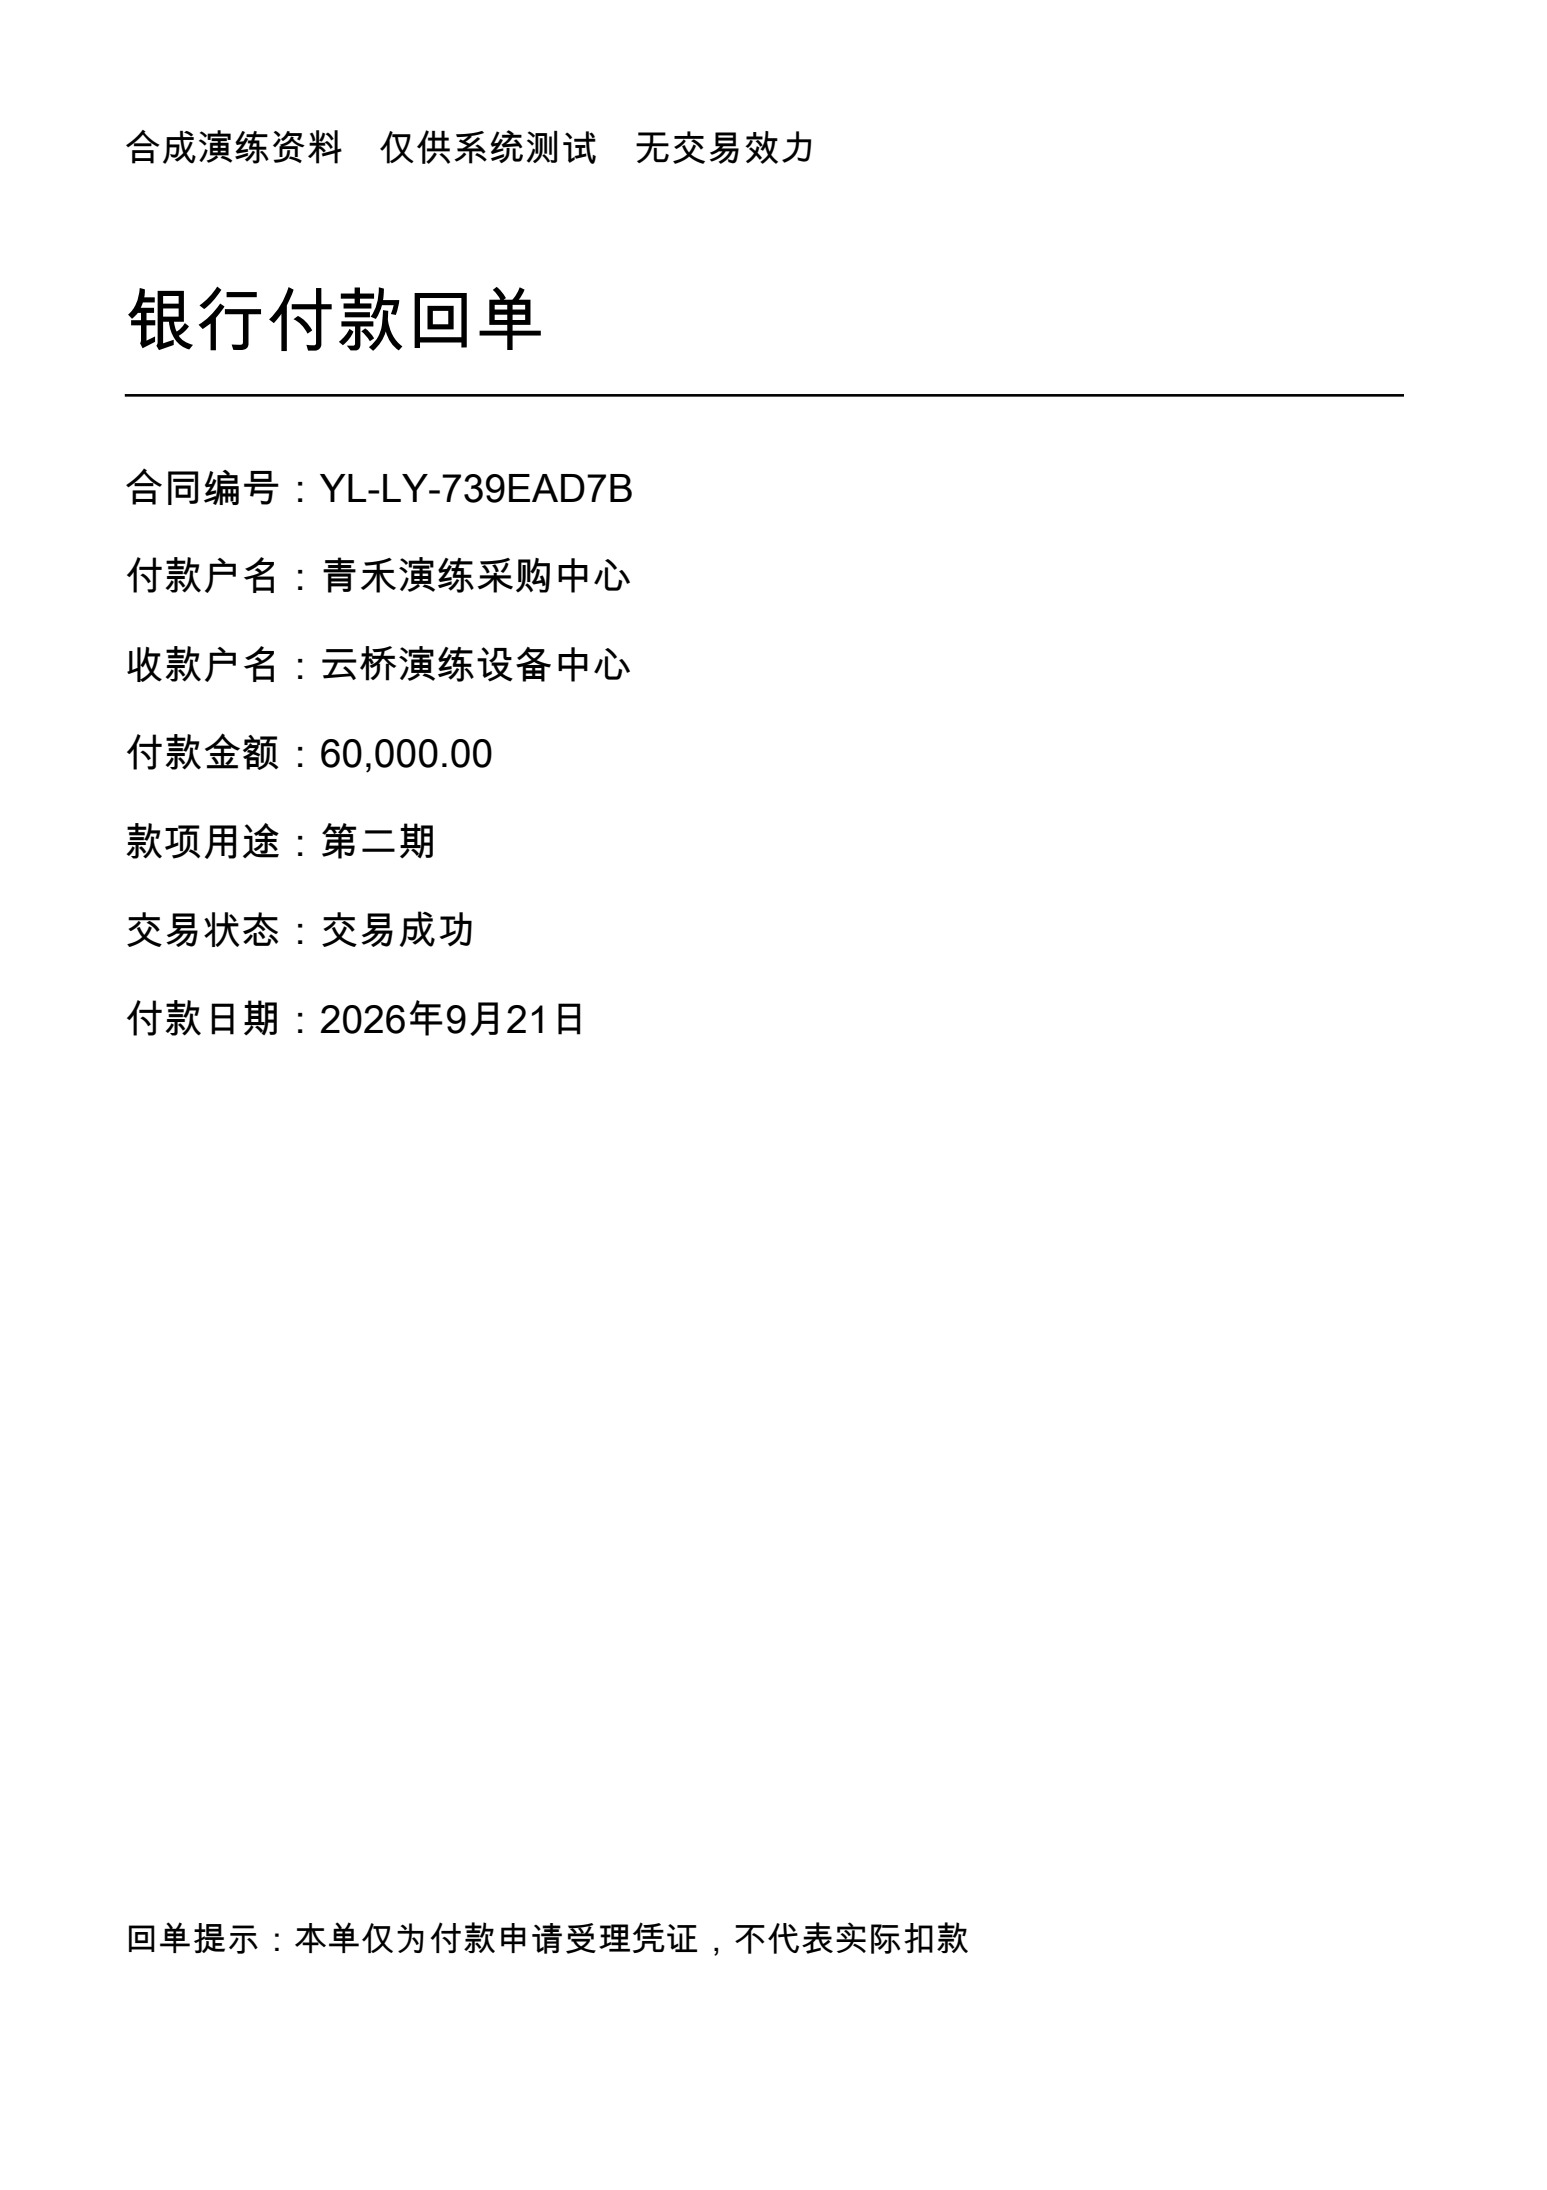 合成演练资料　仅供系统测试　无交易效力
银行付款回单
合同编号：YL-LY-739EAD7B
付款户名：青禾演练采购中心
收款户名：云桥演练设备中心
付款金额：60,000.00
款项用途：第二期
交易状态：交易成功
付款日期：2026年9月21日
回单提示：本单仅为付款申请受理凭证，不代表实际扣款